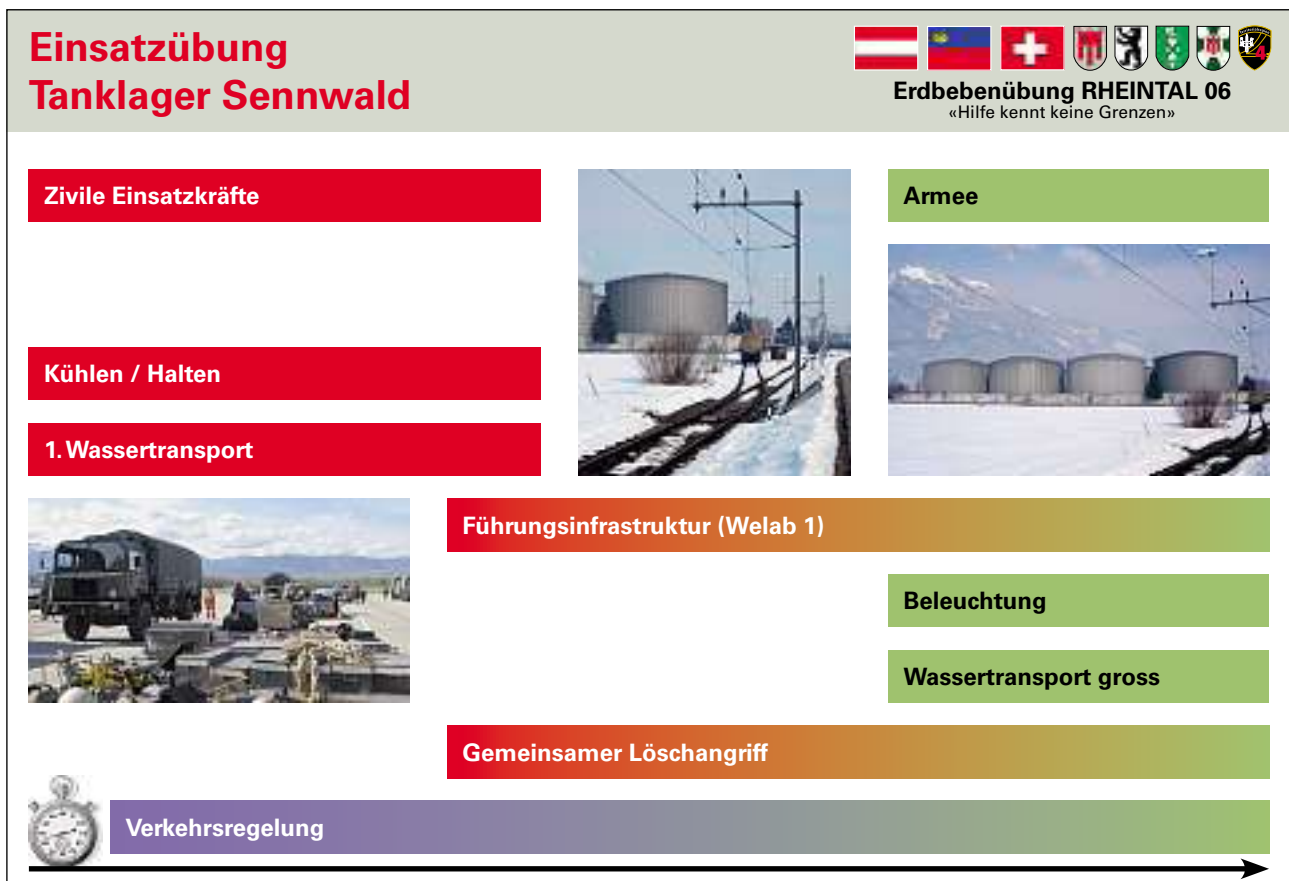 Einsatzübung
Tanklager Sennwald
Erdbebenübung RHEINTAL 06
«Hilfe kennt keine Grenzen»
Zivile Einsatzkräfte
Armee
Kühlen / Halten
1. Wassertransport
Führungsinfrastruktur (Welab 1)
Beleuchtung
Wassertransport gross
Gemeinsamer Löschangriff
Verkehrsregelung